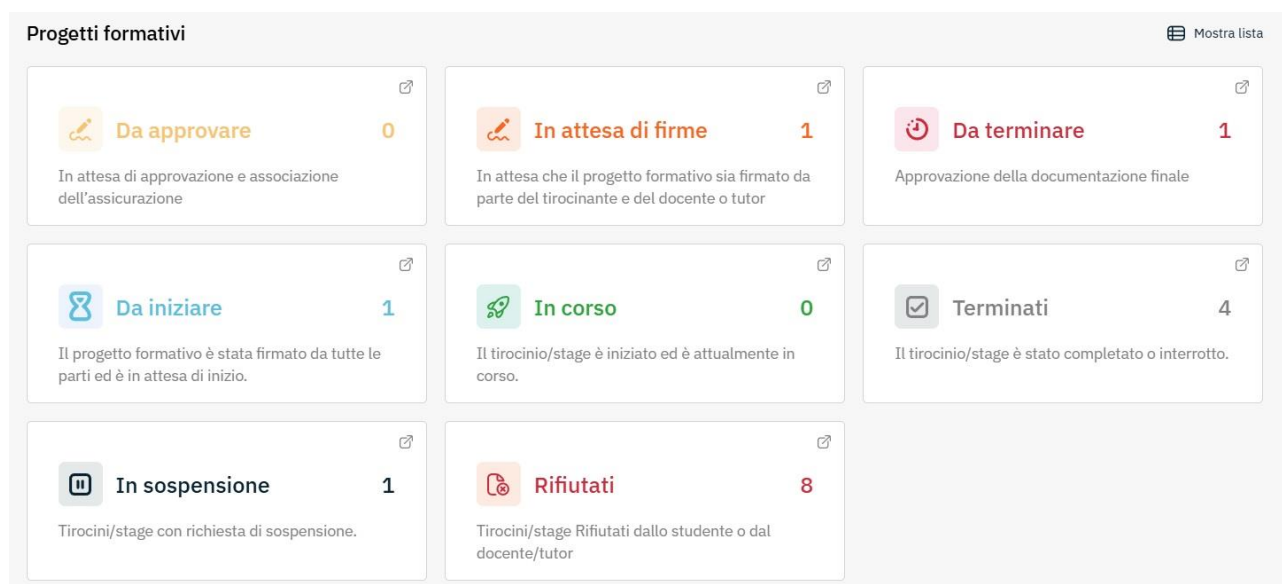 Progetti formativi
Mostra lista
Da approvare 0
In attesa di approvazione e associazione
dell'assicurazione
In attesa di firme 1
In attesa che il progetto formativo sia firmato da
parte del tirocinante e del docente o tutor
Da terminare 1
Approvazione della documentazione finale
Da iniziare 1
Il progetto formativo è stata firmato da tutte le
parti ed è in attesa di inizio.
In corso 0
Il tirocinio/stage è iniziato ed è attualmente in
corso.
Terminati 4
Il tirocinio/stage è stato completato o interrotto.
In sospensione 1
Tirocini/stage con richiesta di sospensione.
Rifiutati 8
Tirocini/stage Rifiutati dallo studente o dal
docente/tutor